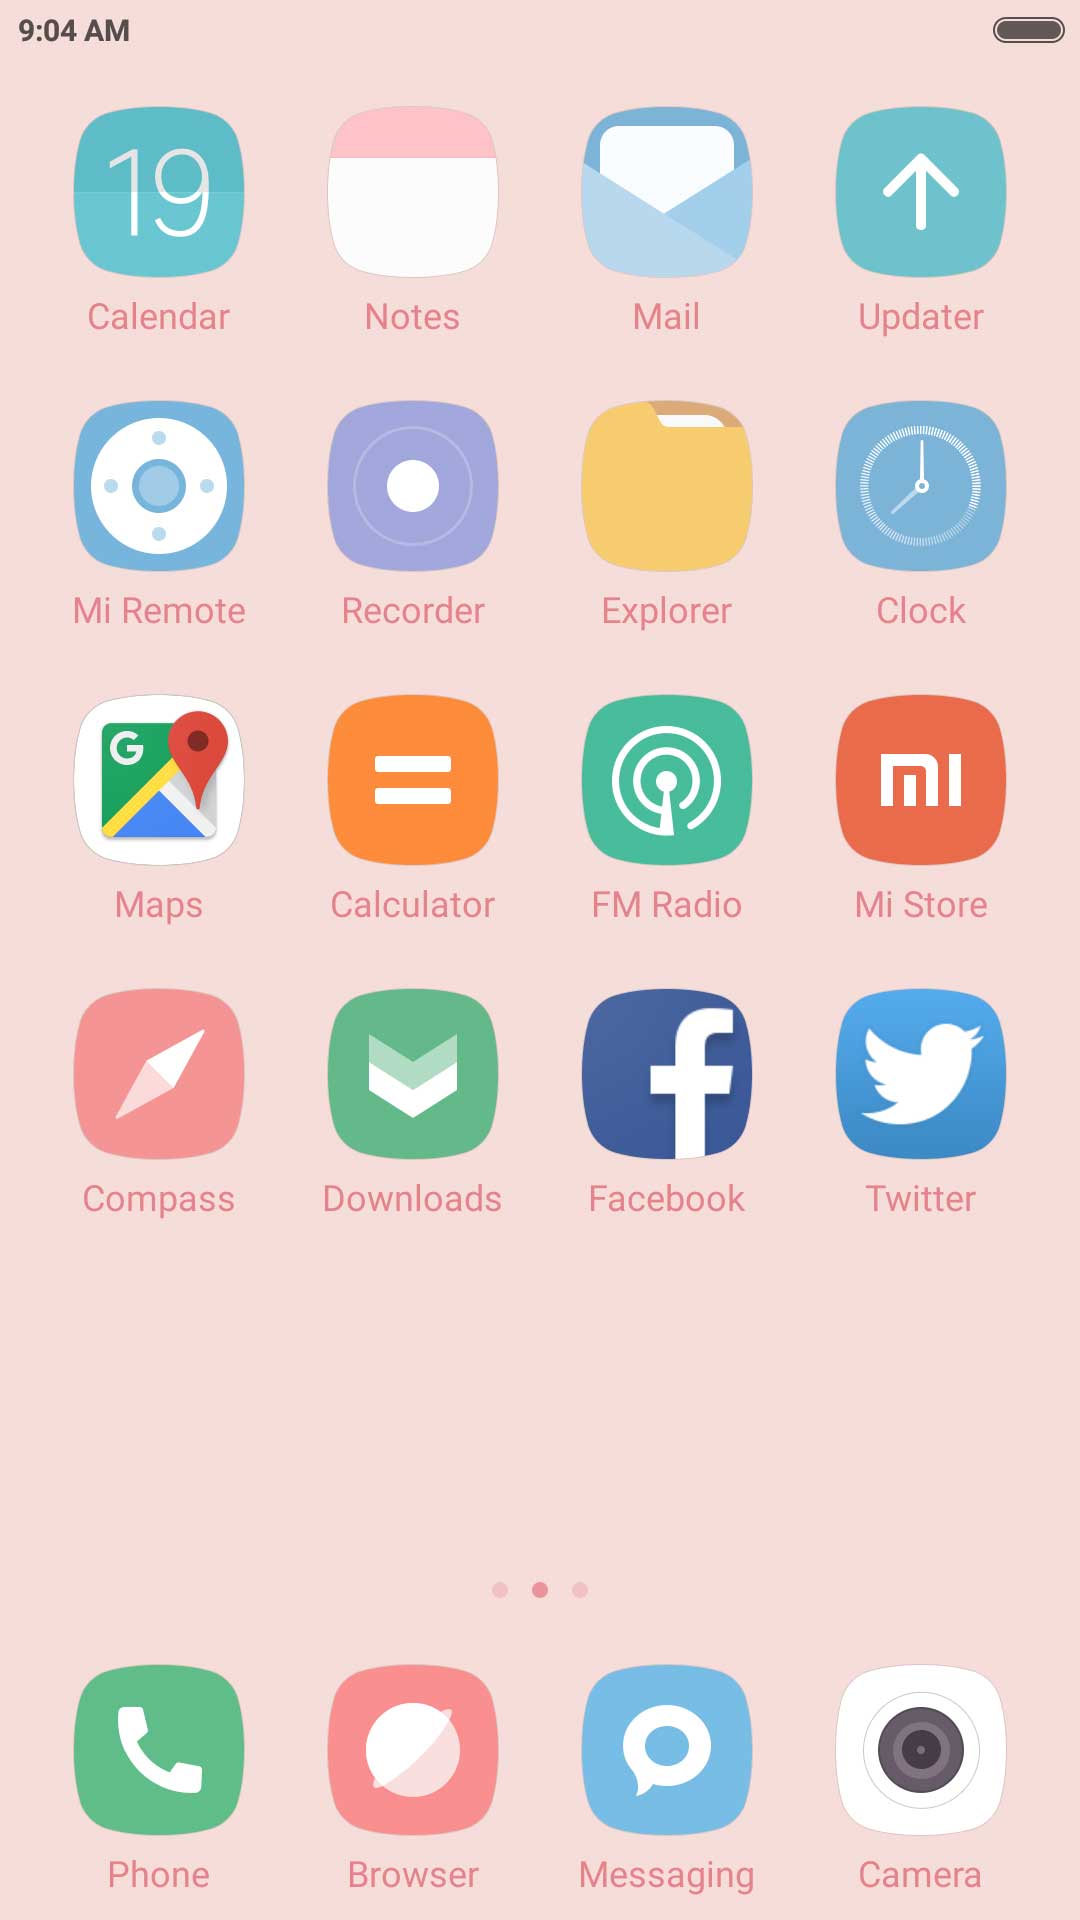 9:04 AM
19
Calendar Notes Mail Updater
Mi Remote Recorder Explorer Clock
G
mi
Maps Calculator FM Radio Mi Store
f
Compass Downloads Facebook Twitter
Phone Browser Messaging Camera